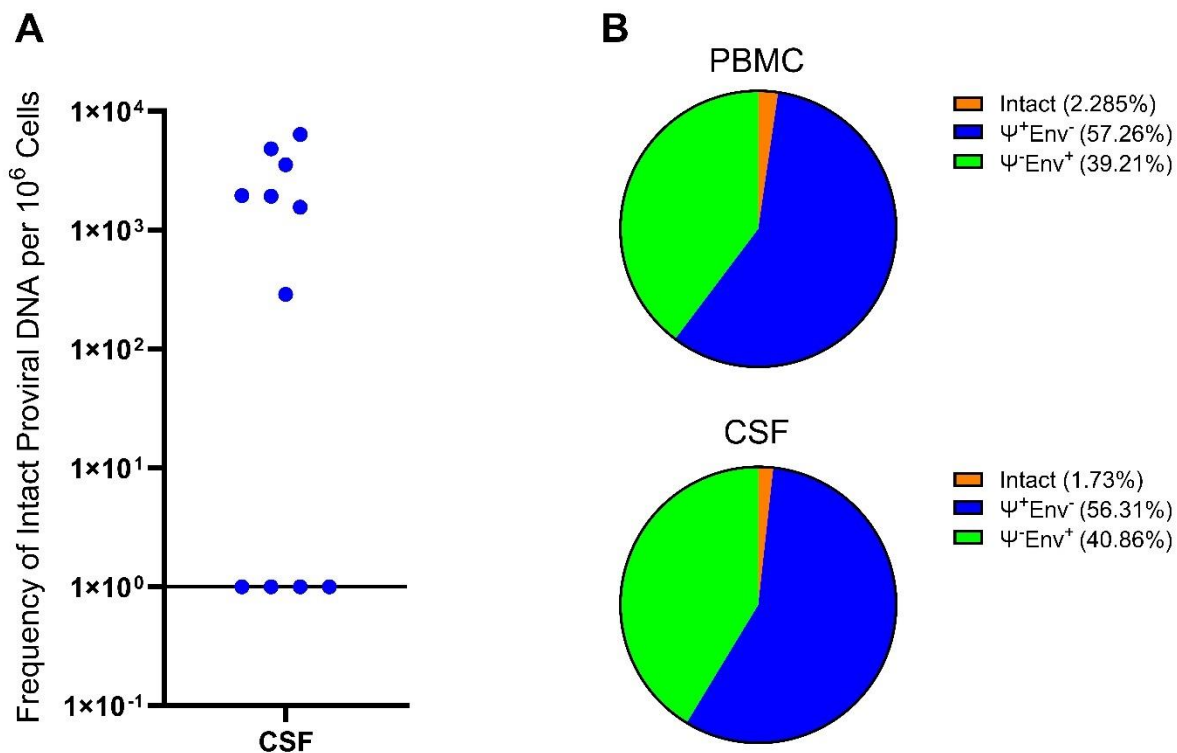 A
Frequency of Intact Proviral DNA per 10⁶ Cells
1×10⁴
1×10³
1×10²
1×10¹
1×10⁰
1×10⁻¹
CSF
B
PBMC
Intact (2.285%)
Ψ⁺Env⁻ (57.26%)
Ψ⁻Env⁺ (39.21%)
CSF
Intact (1.73%)
Ψ⁺Env⁻ (56.31%)
Ψ⁻Env⁺ (40.86%)